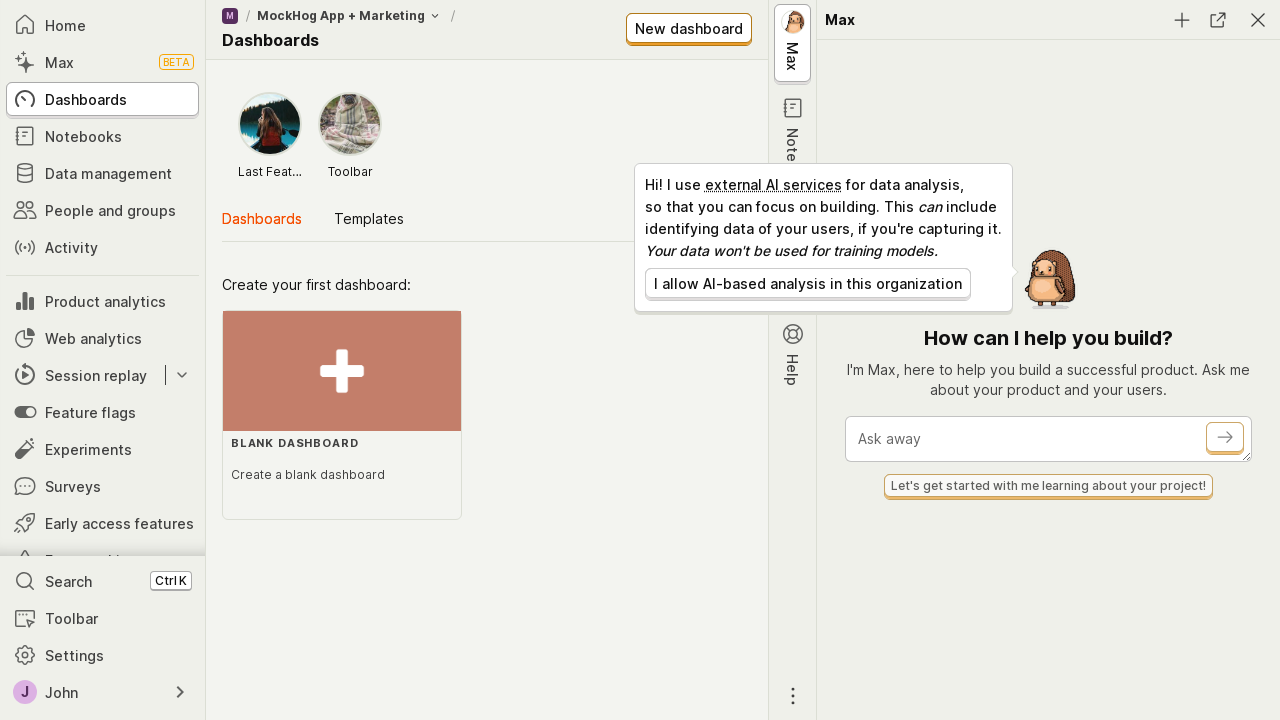 Home
Max
BETA
Dashboards
Notebooks
Data management
People and groups
Activity
Product analytics
Web analytics
Session replay
Feature flags
Experiments
Surveys
Early access features
Search
Ctrl K
Toolbar
Settings
J
John
M
/
MockHog App + Marketing
/
Dashboards
New dashboard
Last Feat...
Toolbar
Dashboards
Templates
Create your first dashboard:
BLANK DASHBOARD
Create a blank dashboard
Max
Note
Help
Max
Hi! I use external AI services for data analysis,
so that you can focus on building. This can include
identifying data of your users, if you're capturing it.
Your data won't be used for training models.
I allow AI-based analysis in this organization
How can I help you build?
I'm Max, here to help you build a successful product. Ask me
about your product and your users.
Ask away
Let's get started with me learning about your project!